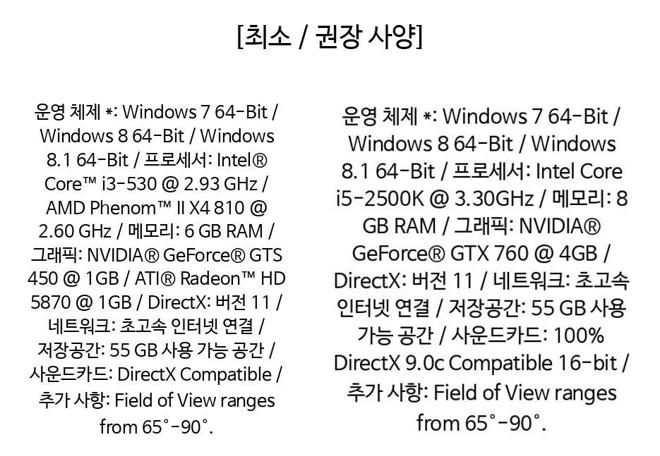 [최소 / 권장 사양]
운영 체제 *: Windows 7 64-Bit /
Windows 8 64-Bit / Windows
8.1 64-Bit / 프로세서: Intel®
Core™ i3-530 @ 2.93 GHz /
AMD Phenom™ II X4 810 @
2.60 GHz / 메모리: 6 GB RAM /
그래픽: NVIDIA® GeForce® GTS
450 @ 1GB / ATI® Radeon™ HD
5870 @ 1GB / DirectX: 버전 11 /
네트워크: 초고속 인터넷 연결 /
저장공간: 55 GB 사용 가능 공간 /
사운드카드: DirectX Compatible /
추가 사항: Field of View ranges
from 65˚-90˚.
운영 체제 *: Windows 7 64-Bit /
Windows 8 64-Bit / Windows
8.1 64-Bit / 프로세서: Intel Core
i5-2500K @ 3.30GHz / 메모리: 8
GB RAM / 그래픽: NVIDIA®
GeForce® GTX 760 @ 4GB /
DirectX: 버전 11 / 네트워크: 초고속
인터넷 연결 / 저장공간: 55 GB 사용
가능 공간 / 사운드카드: 100%
DirectX 9.0c Compatible 16-bit /
추가 사항: Field of View ranges
from 65˚-90˚.